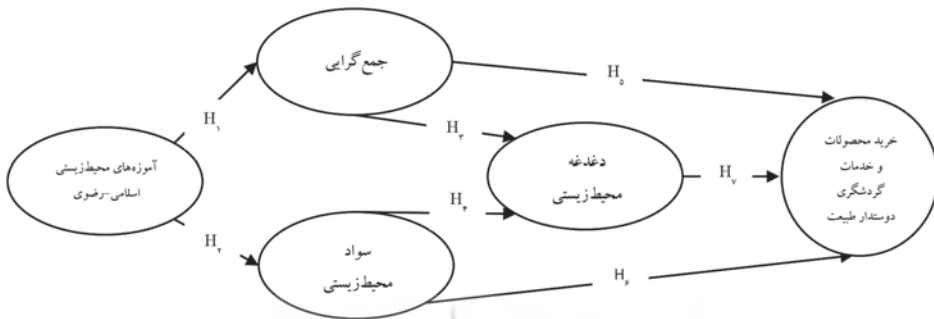 جمع‌گرایی
H۵
خرید محصولات
و خدمات
گردشگری
دوستدار طبیعت
H۱
H۳
دغدغه
محیط‌زیستی
آموزه‌های محیط‌زیستی
اسلامی-رضوی
H۷
H۴
H۲
سواد
محیط‌زیستی
H۶